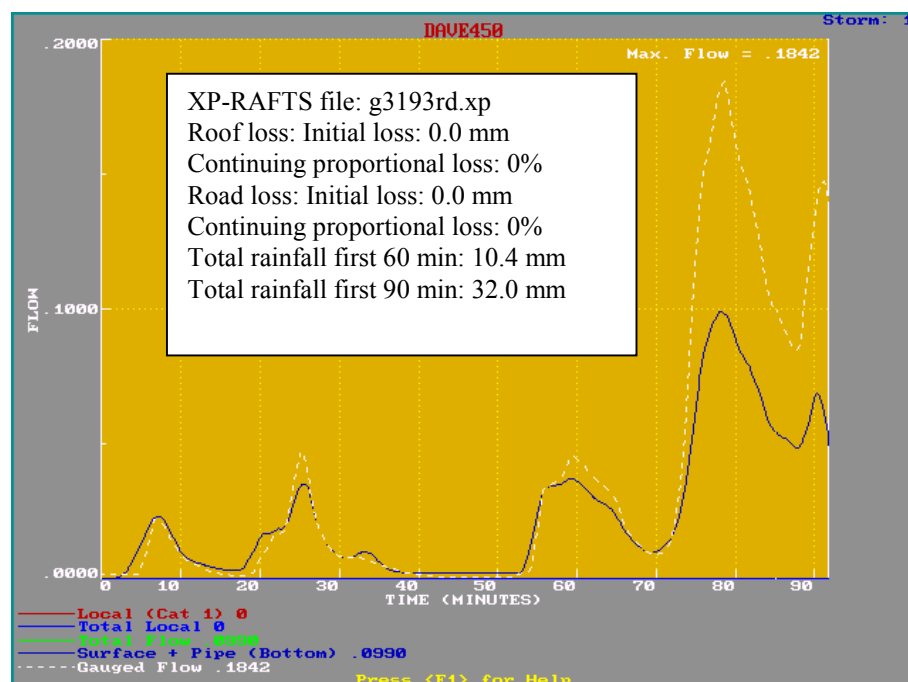 DAVE450
Storm: 1
.2000
Max. Flow = .1842
XP-RAFTS file: g3193rd.xp
Roof loss: Initial loss: 0.0 mm
Continuing proportional loss: 0%
Road loss: Initial loss: 0.0 mm
Continuing proportional loss: 0%
Total rainfall first 60 min: 10.4 mm
Total rainfall first 90 min: 32.0 mm
FLOW
.1000
.0000
0 10 20 30 40 50 60 70 80 90
TIME (MINUTES)
Local (Cat 1) 0
Total Local 0
Total Flow .0990
Surface + Pipe (Bottom) .0990
Gauged Flow .1842
Press <F1> for Help